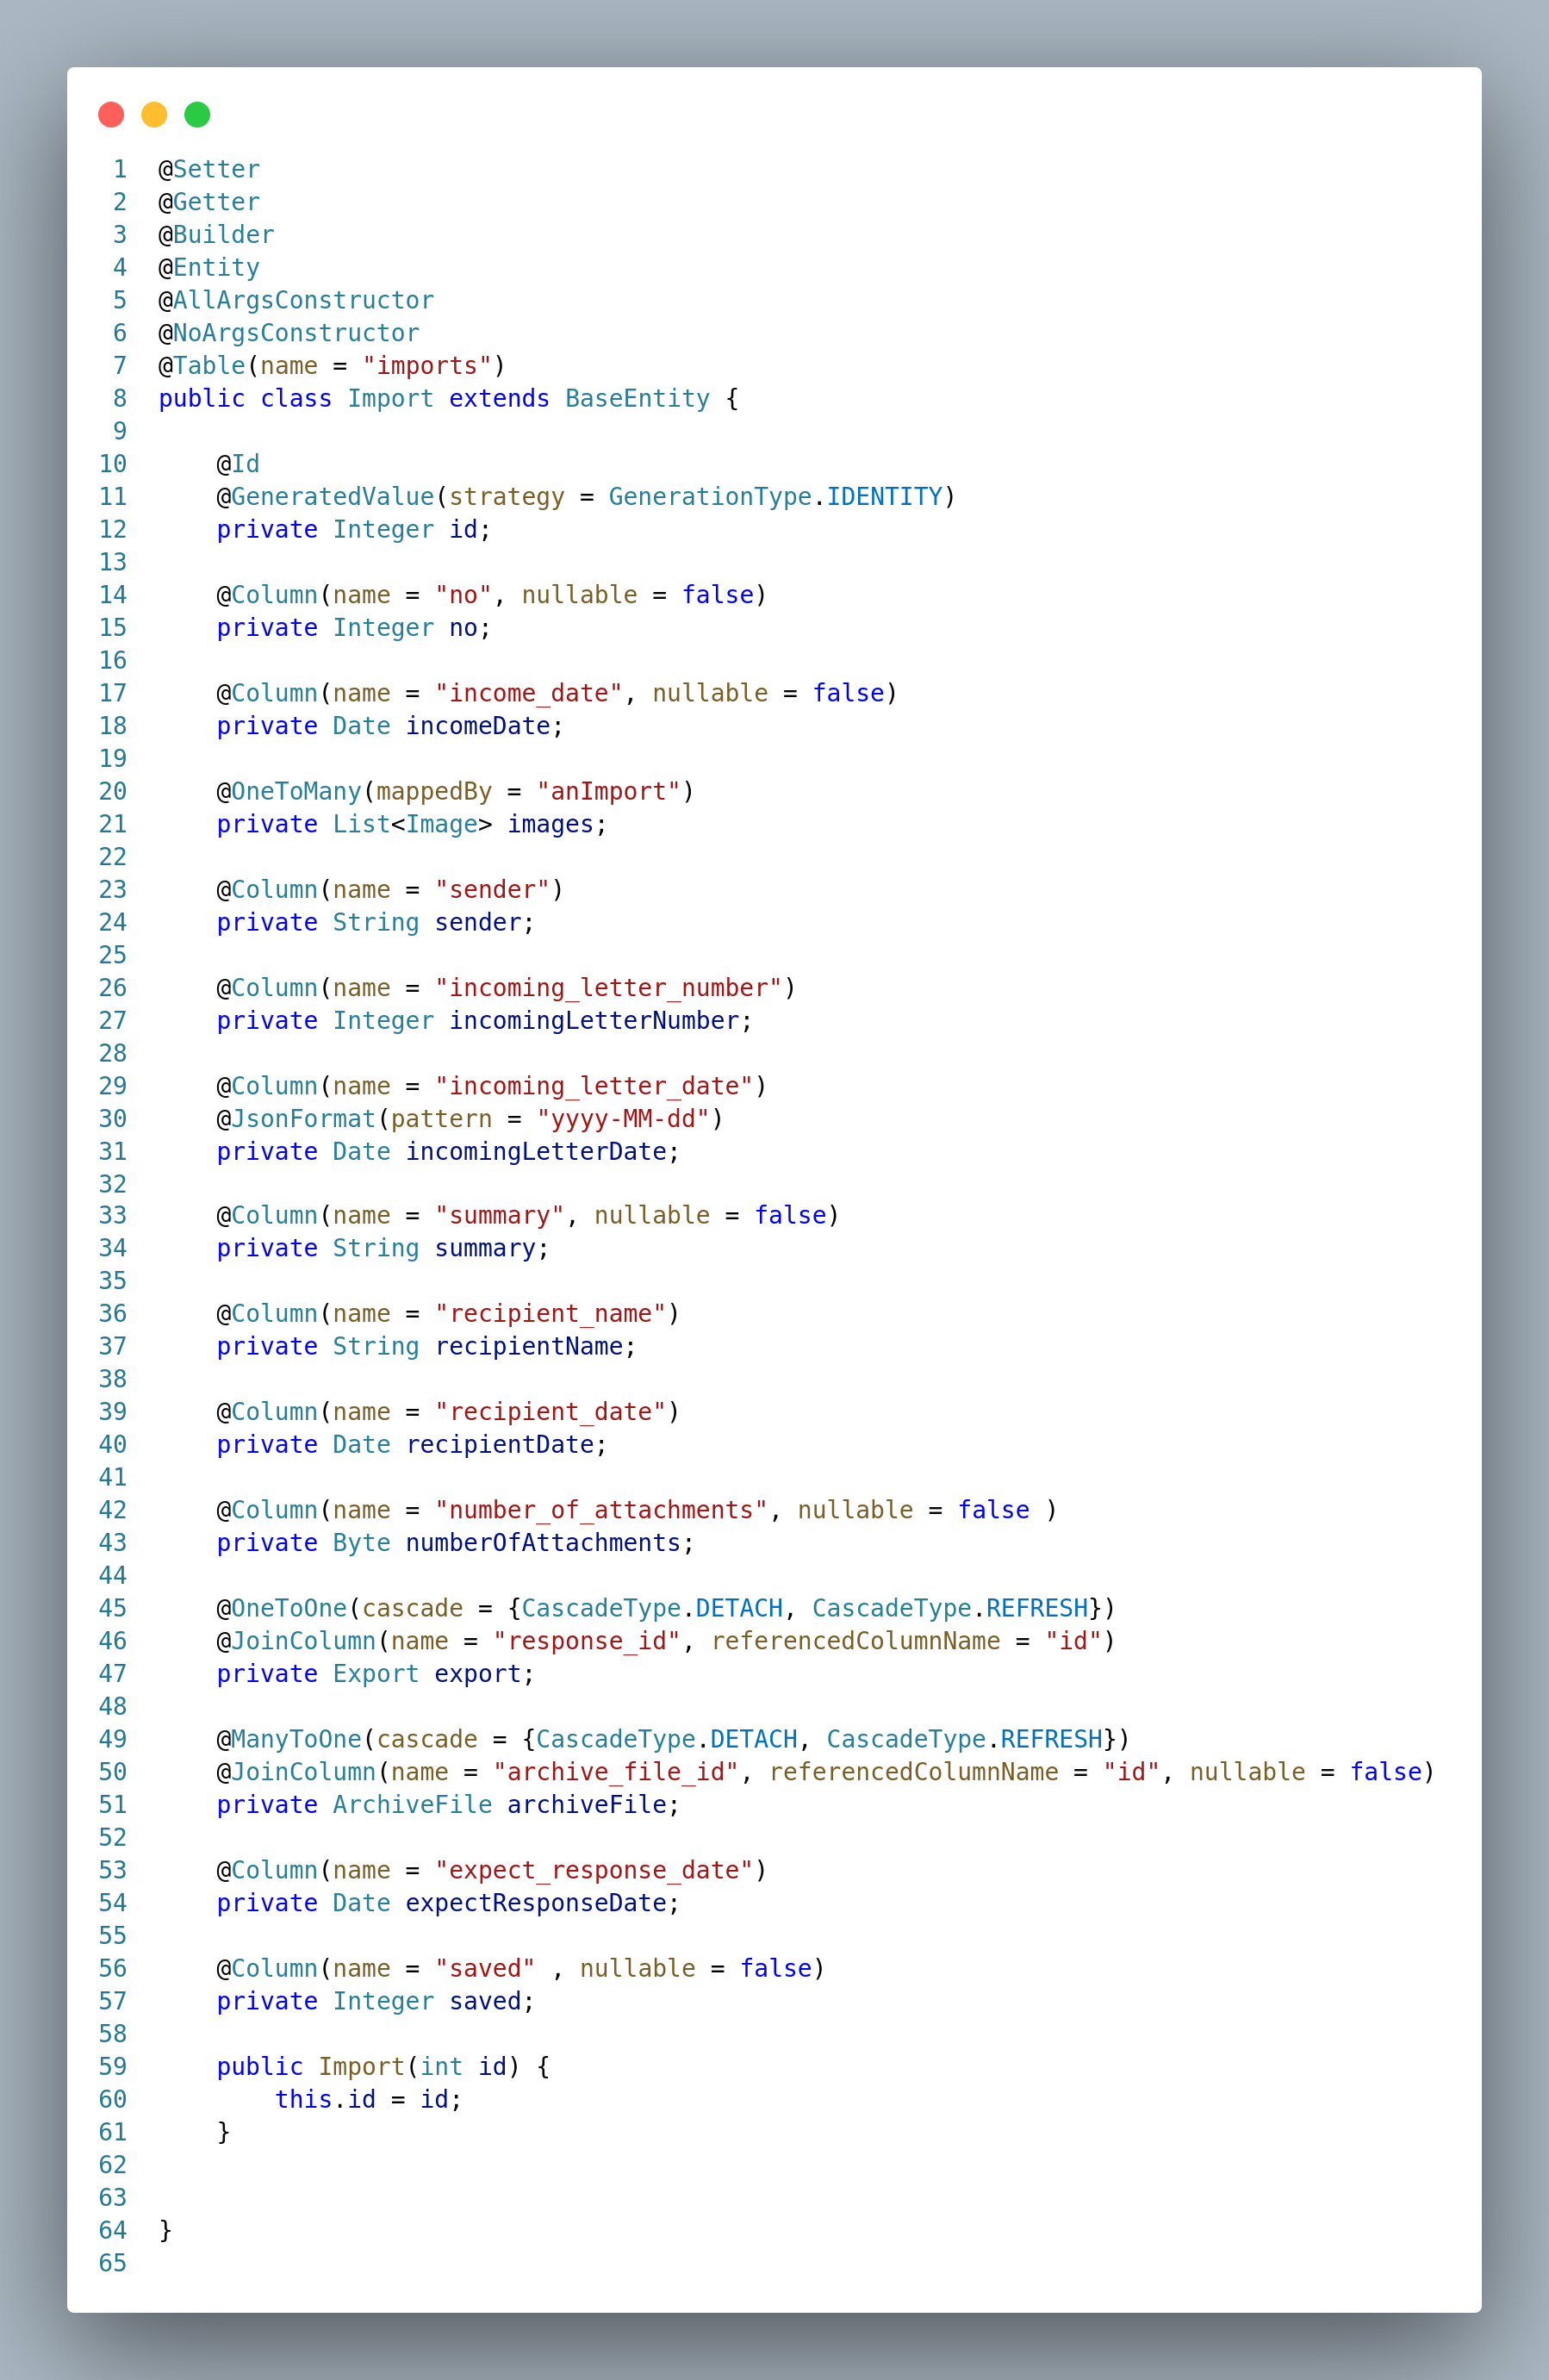 1 @Setter
2 @Getter
3 @Builder
4 @Entity
5 @AllArgsConstructor
6 @NoArgsConstructor
7 @Table(name = "imports")
8 public class Import extends BaseEntity {
9
10     @Id
11     @GeneratedValue(strategy = GenerationType.IDENTITY)
12     private Integer id;
13
14     @Column(name = "no", nullable = false)
15     private Integer no;
16
17     @Column(name = "income_date", nullable = false)
18     private Date incomeDate;
19
20     @OneToMany(mappedBy = "anImport")
21     private List<Image> images;
22
23     @Column(name = "sender")
24     private String sender;
25
26     @Column(name = "incoming_letter_number")
27     private Integer incomingLetterNumber;
28
29     @Column(name = "incoming_letter_date")
30     @JsonFormat(pattern = "yyyy-MM-dd")
31     private Date incomingLetterDate;
32
33     @Column(name = "summary", nullable = false)
34     private String summary;
35
36     @Column(name = "recipient_name")
37     private String recipientName;
38
39     @Column(name = "recipient_date")
40     private Date recipientDate;
41
42     @Column(name = "number_of_attachments", nullable = false )
43     private Byte numberOfAttachments;
44
45     @OneToOne(cascade = {CascadeType.DETACH, CascadeType.REFRESH})
46     @JoinColumn(name = "response_id", referencedColumnName = "id")
47     private Export export;
48
49     @ManyToOne(cascade = {CascadeType.DETACH, CascadeType.REFRESH})
50     @JoinColumn(name = "archive_file_id", referencedColumnName = "id", nullable = false)
51     private ArchiveFile archiveFile;
52
53     @Column(name = "expect_response_date")
54     private Date expectResponseDate;
55
56     @Column(name = "saved" , nullable = false)
57     private Integer saved;
58
59     public Import(int id) {
60         this.id = id;
61     }
62
63
64 }
65